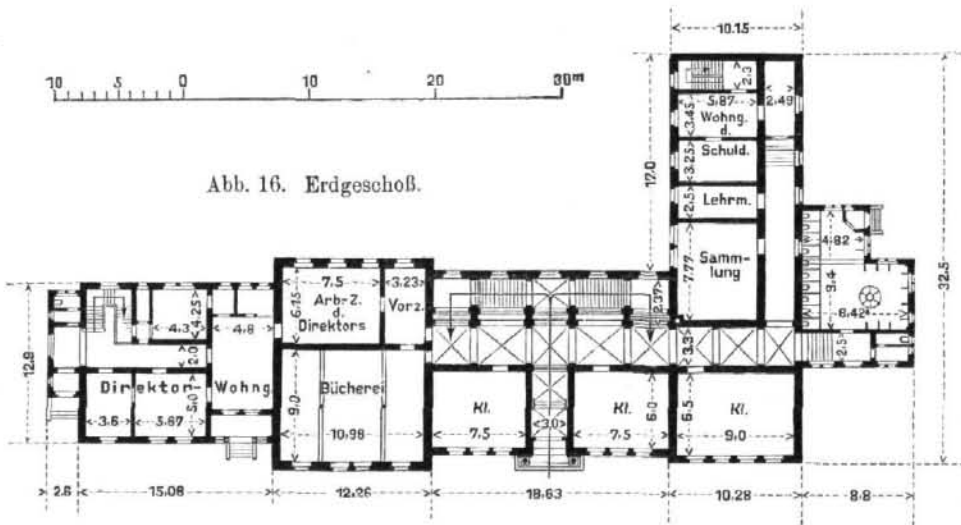 10.15
10 5 0 10 20 30m
2.3
5.87
2.49
3.45
Wohng.
d.
3.25
Schuld.
17.0
Abb. 16. Erdgeschoß.
2.5
Lehrm.
32.5
4.82
7.77
Samm-
lung
9.4
6.42
7.5
3.23
6.15
Arb.-Z.
d.
Direktors
Vorz.
2.37
4.25
4.3
4.8
12.9
2.0
3.3
2.5
Direktor-
Wohng.
Bücherei
5.0
3.6
5.67
9.0
10.98
Kl.
7.5
3.0
Kl.
7.5
6.0
6.5
Kl.
9.0
2.6
15.08
12.26
18.63
10.28
8.8